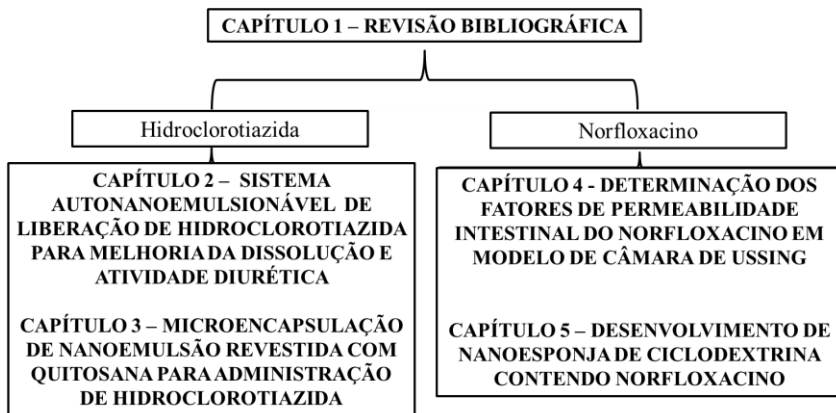 CAPÍTULO 1 – REVISÃO BIBLIOGRÁFICA
Hidroclorotiazida
CAPÍTULO 2 – SISTEMA
AUTONANOEMULSIONÁVEL DE
LIBERAÇÃO DE HIDROCLOROTIAZIDA
PARA MELHORIA DA DISSOLUÇÃO E
ATIVIDADE DIURÉTICA
CAPÍTULO 3 – MICROENCAPSULAÇÃO
DE NANOEMULSÃO REVESTIDA COM
QUITOSANA PARA ADMINISTRAÇÃO
DE HIDROCLOROTIAZIDA
Norfloxacino
CAPÍTULO 4 - DETERMINAÇÃO DOS
FATORES DE PERMEABILIDADE
INTESTINAL DO NORFLOXACINO EM
MODELO DE CÂMARA DE USSING
CAPÍTULO 5 – DESENVOLVIMENTO DE
NANOESPONJA DE CICLODEXTRINA
CONTENDO NORFLOXACINO